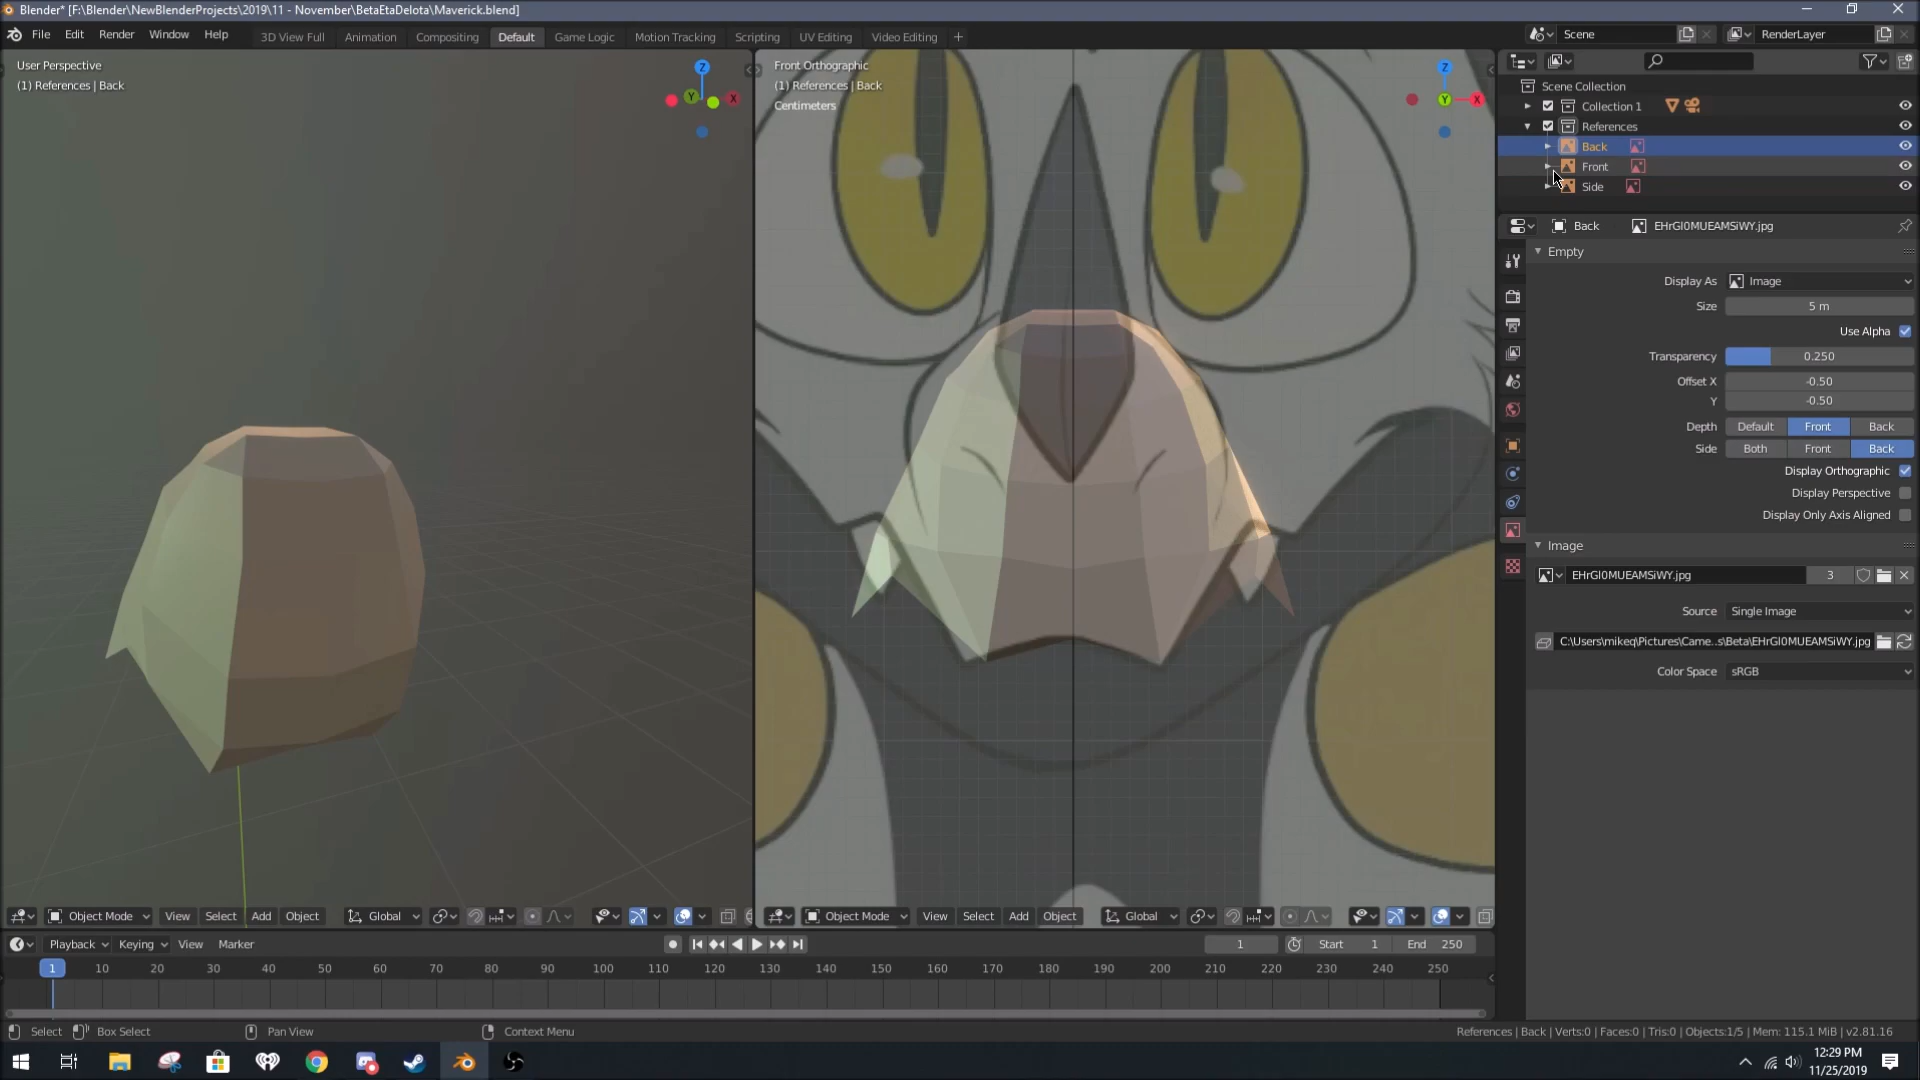 Blender* [F:\Blender\NewBlenderProjects\2019\11 - November\BetaEtaDelota\Maverick.blend]
File Edit Render Window Help 3D View Full Animation Compositing Default Game Logic Motion Tracking Scripting UV Editing Video Editing + Scene RenderLayer
User Perspective
(1) References | Back
Z
Y
X
Front Orthographic
(1) References | Back
Centimeters
Z
Y
X
Scene Collection
Collection 1
References
Back
Front
Side
Back EHrGl0MUEAMSiWY.jpg
Empty
Display As Image
Size 5 m
Use Alpha
Transparency 0.250
Offset X -0.50
Y -0.50
Depth Default Front Back
Side Both Front Back
Display Orthographic
Display Perspective
Display Only Axis Aligned
Image
EHrGl0MUEAMSiWY.jpg 3
Source Single Image
C:\Users\mikeq\Pictures\Came..s\Beta\EHrGl0MUEAMSiWY.jpg
Color Space sRGB
Object Mode View Select Add Object Global
Object Mode View Select Add Object Global
Playback Keying View Marker 1 Start 1 End 250
1 10 20 30 40 50 60 70 80 90 100 110 120 130 140 150 160 170 180 190 200 210 220 230 240 250
Select Box Select Pan View Context Menu References | Back | Verts:0 | Faces:0 | Tris:0 | Objects:1/5 | Mem: 115.1 MiB | v2.81.16
12:29 PM
11/25/2019